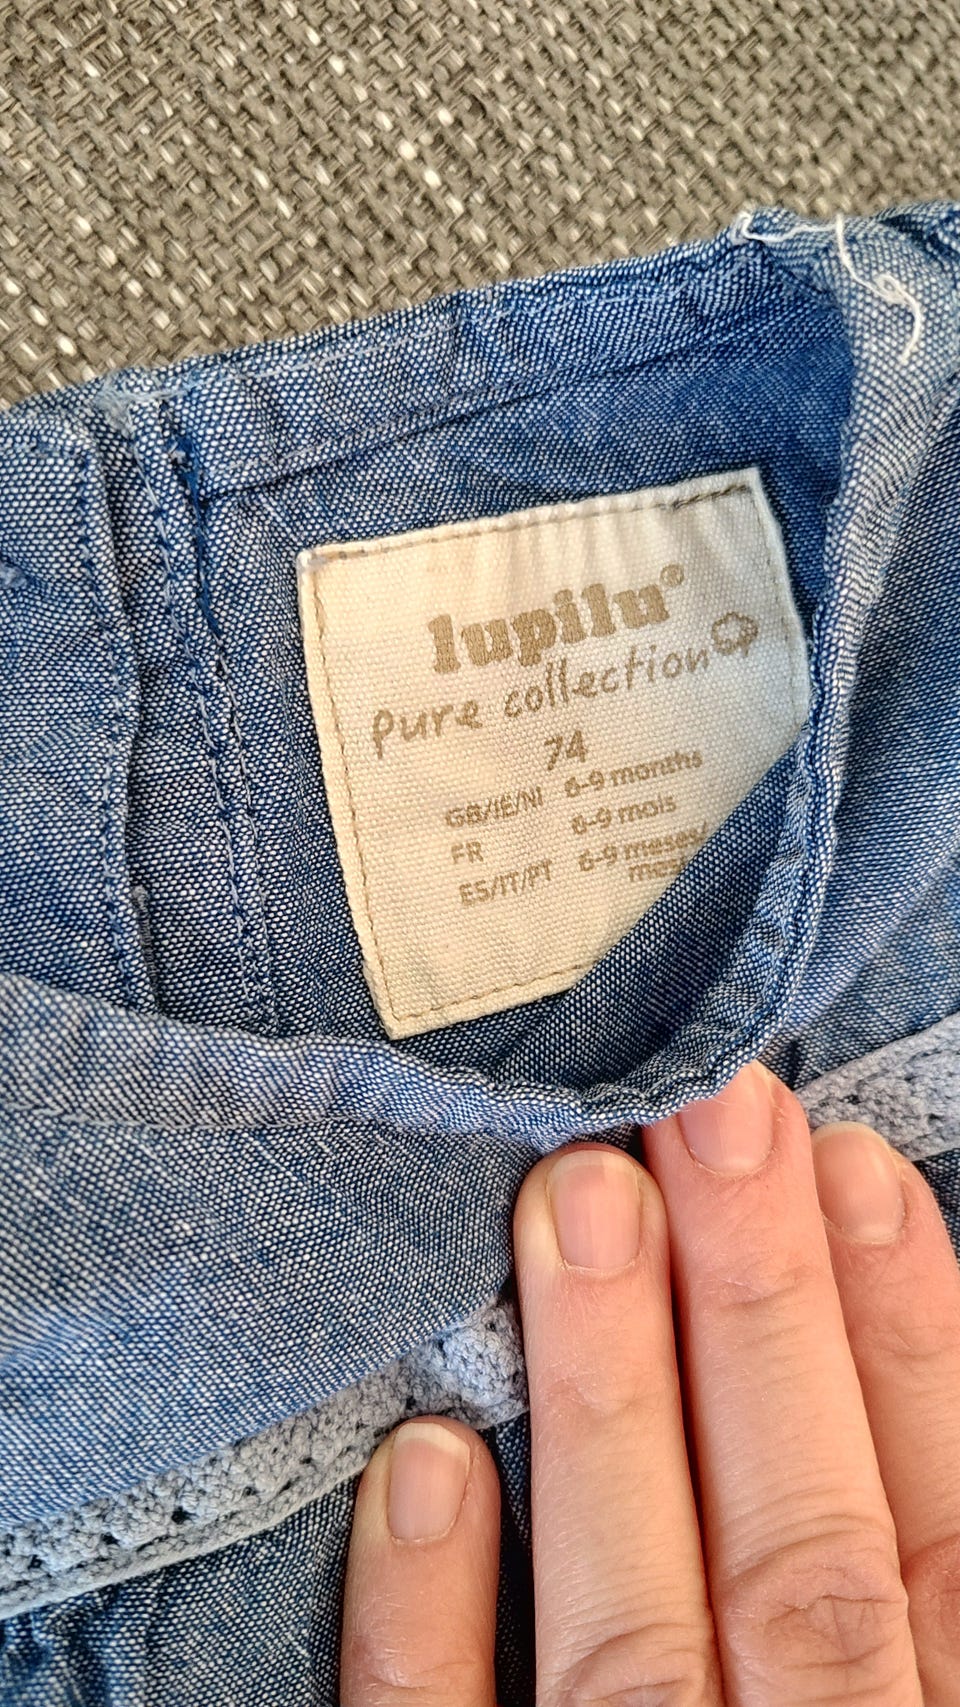 lupilu®
pure collection
74
GB/IE/NI 6-9 months
FR 6-9 mois
ES/IT/PT 6-9 meses/